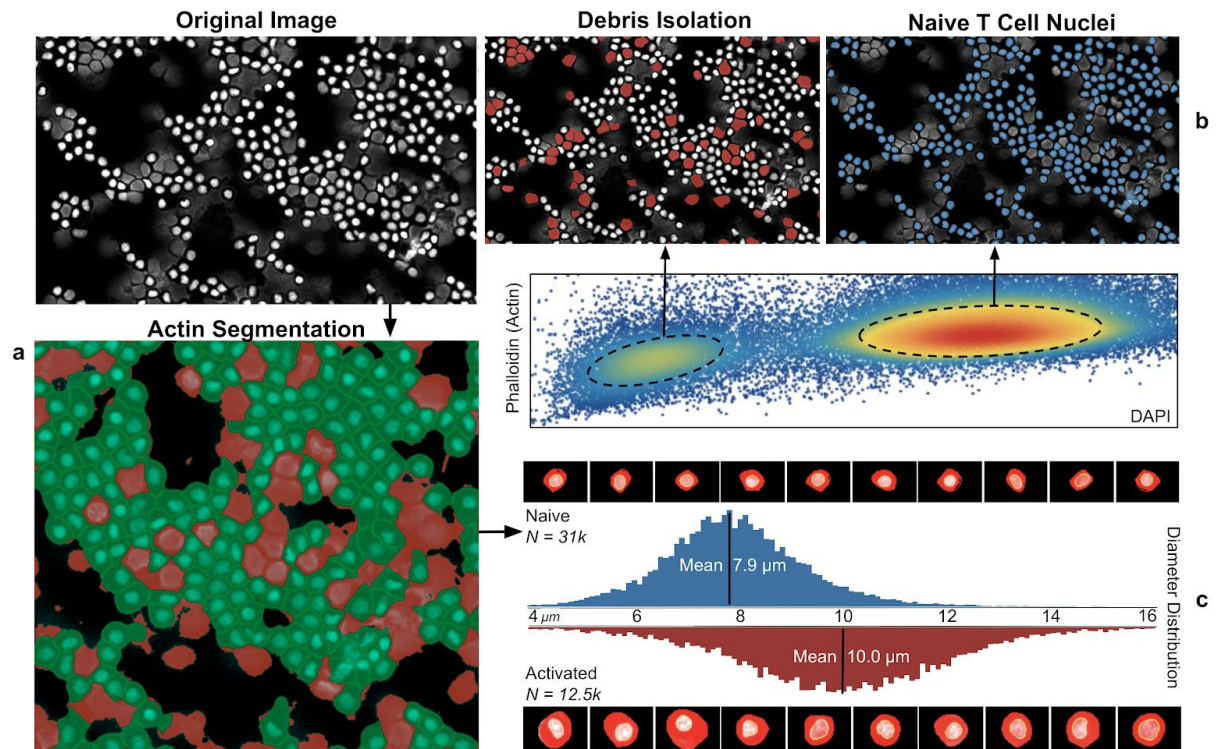 Original Image
Debris Isolation
Naive T Cell Nuclei
b
Actin Segmentation
a
Phalloidin (Actin)
DAPI
Naive
N = 31k
Mean 7.9 µm
4 µm 6 8 10 12 14 16
Mean 10.0 µm
Activated
N = 12.5k
Diameter Distribution
c